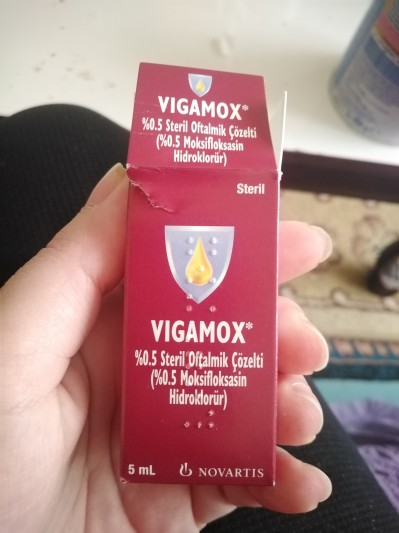 VIGAMOX*
%0.5 Steril Oftalmik Çözelti
(%0.5 Moksifloksasin
Hidroklorür)
Steril
VIGAMOX*
%0.5 Steril Oftalmik Çözelti
(%0.5 Moksifloksasin
Hidroklorür)
5 mL
NOVARTIS